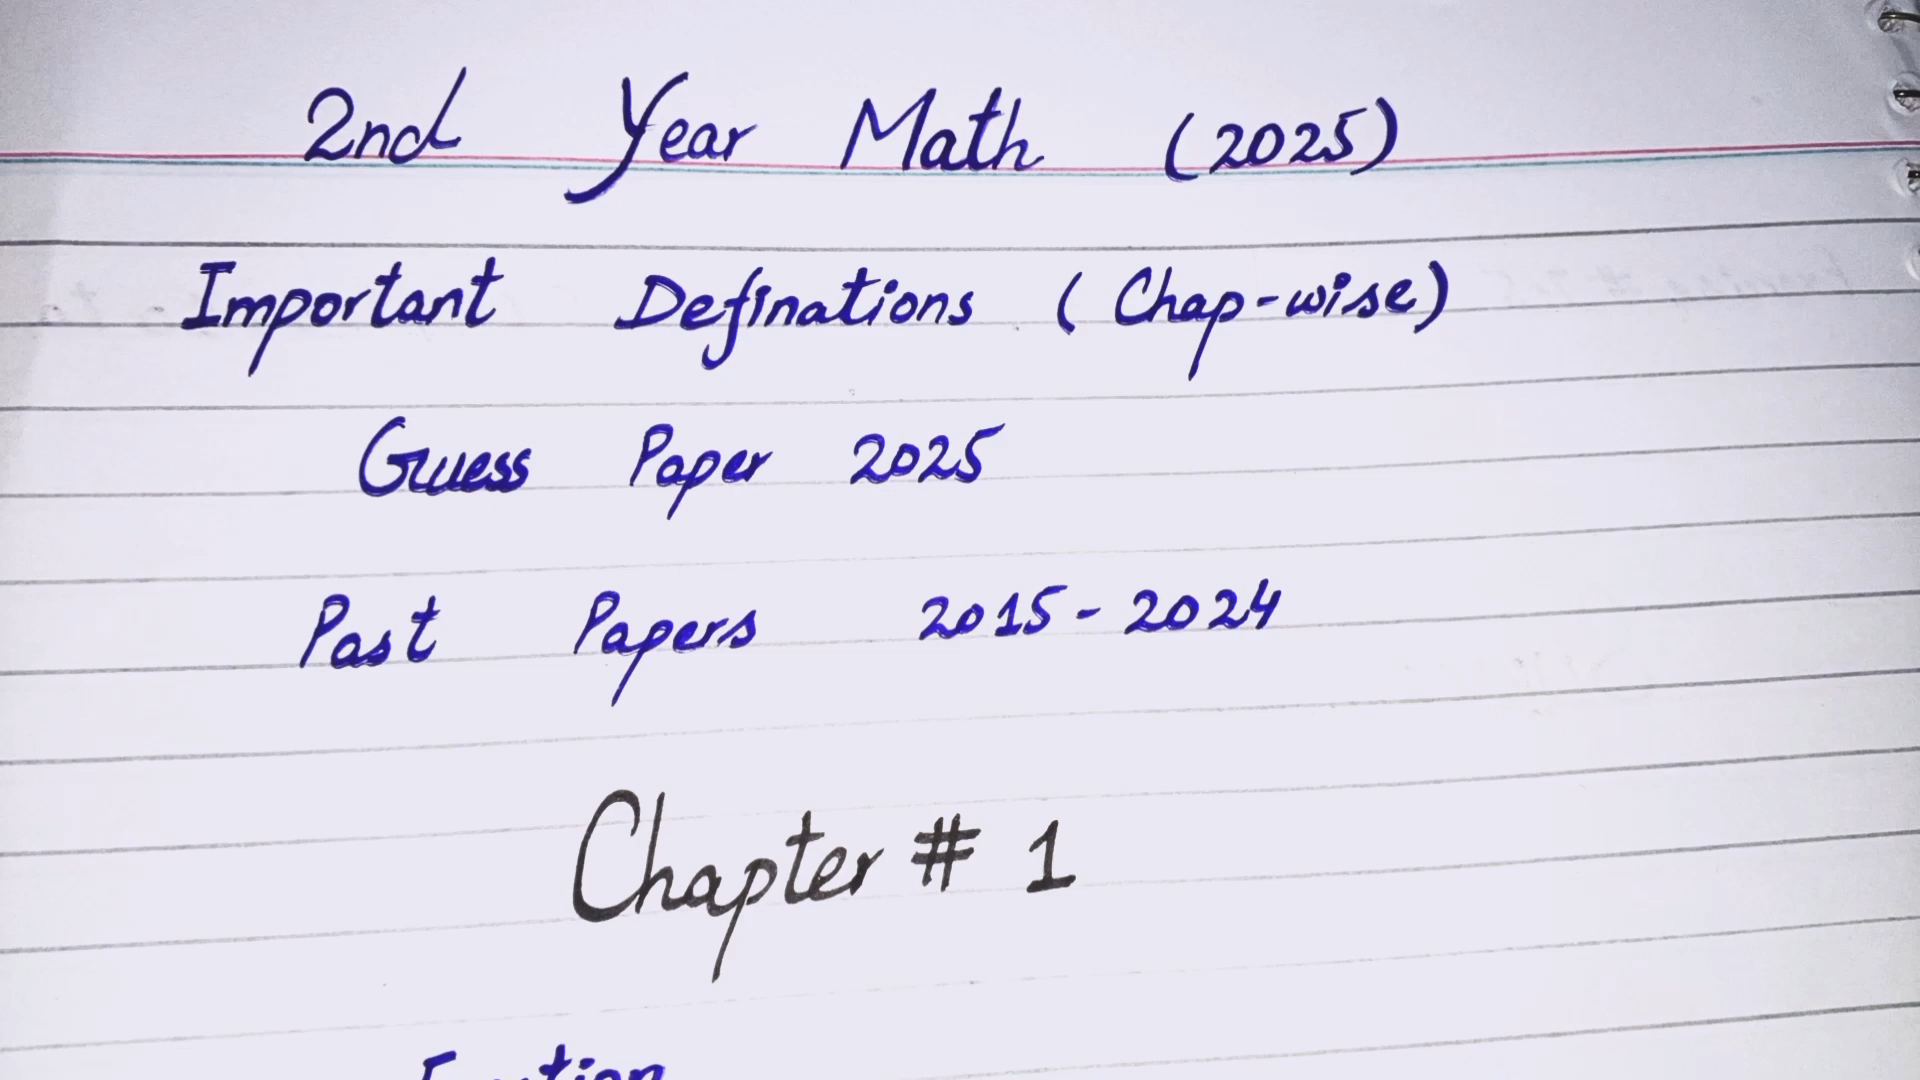 2nd Year Math (2025)
Important Definations (Chap-wise)
Guess Paper 2025
Past Papers 2015-2024
Chapter # 1